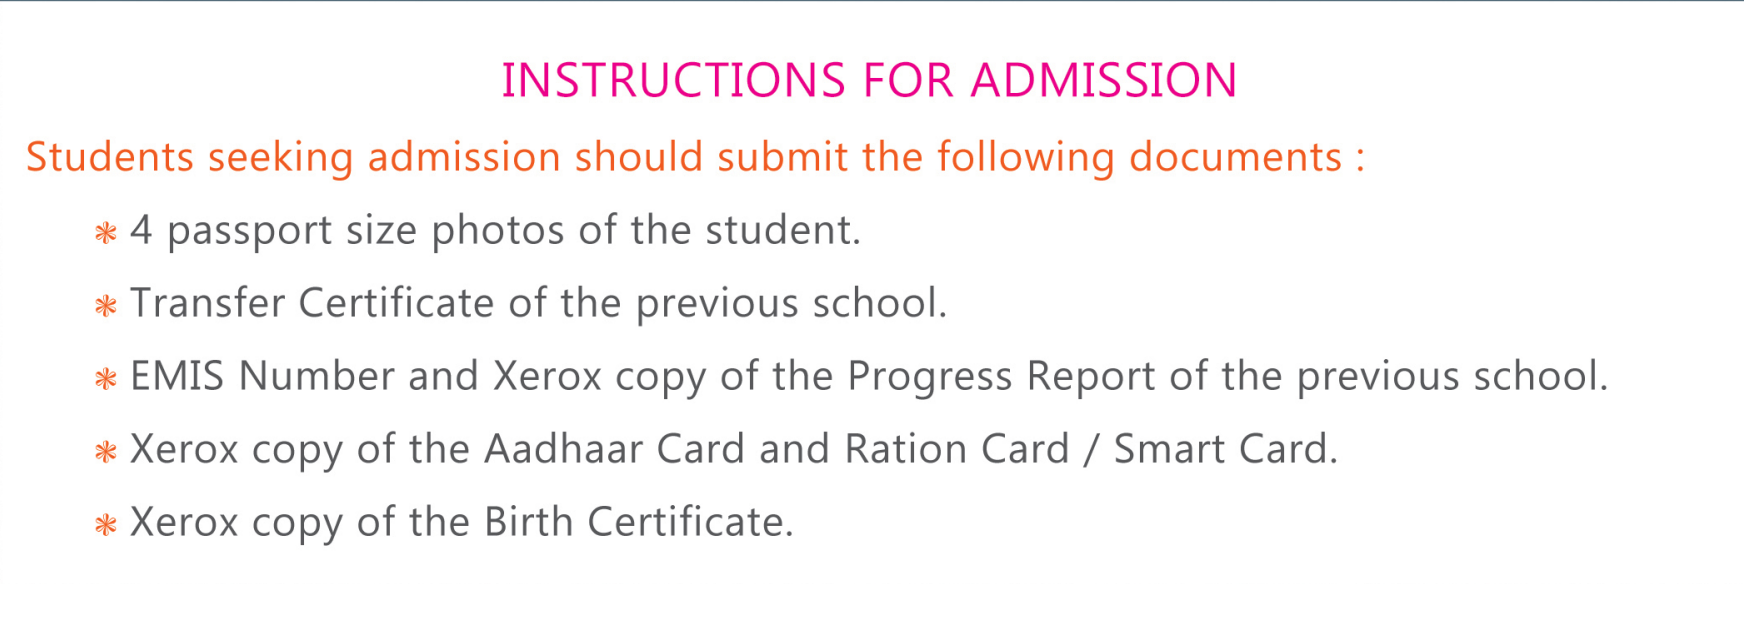 INSTRUCTIONS FOR ADMISSION
Students seeking admission should submit the following documents :
❃ 4 passport size photos of the student.
❃ Transfer Certificate of the previous school.
❃ EMIS Number and Xerox copy of the Progress Report of the previous school.
❃ Xerox copy of the Aadhaar Card and Ration Card / Smart Card.
❃ Xerox copy of the Birth Certificate.